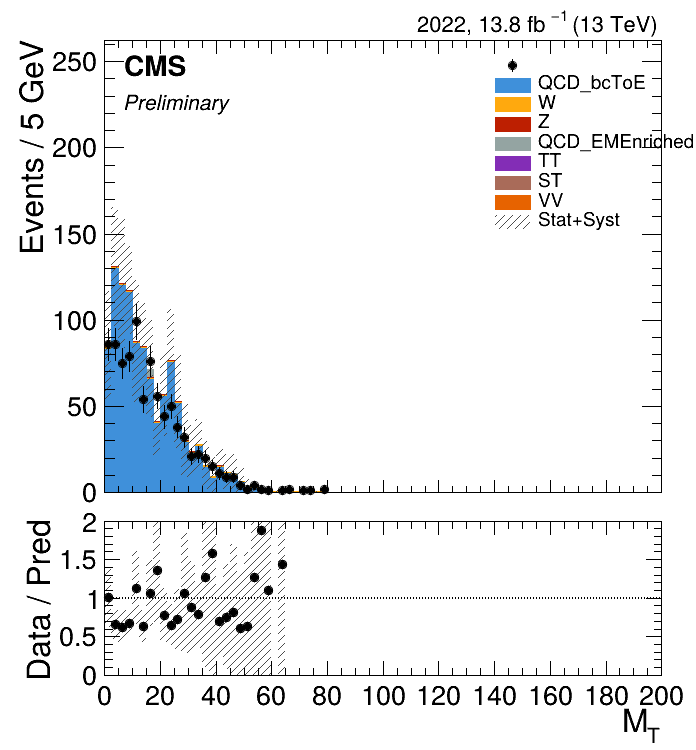 2022, 13.8 fb⁻¹ (13 TeV)
Events / 5 GeV
250
200
150
100
50
0
CMS
Preliminary
QCD_bcToE
W
Z
QCD_EMEnriched
TT
ST
VV
Stat+Syst
Data / Pred
2
1.5
1
0.5
0
0 20 40 60 80 100 120 140 160 180 200
M_T